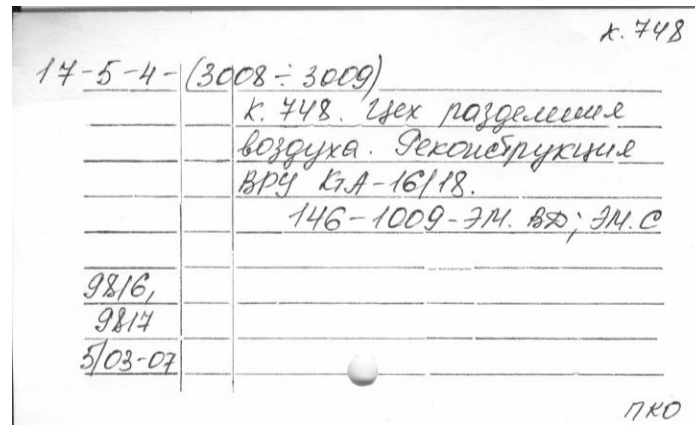 к. 748
17-5-4-(3008÷3009)
к. 748. Цех разделения
воздуха. Реконструкция
ВРУ КтА-16/18.
146-1009-ЭМ. ВД; ЭМ. С
9816,
9817
5/03-07
ПКО